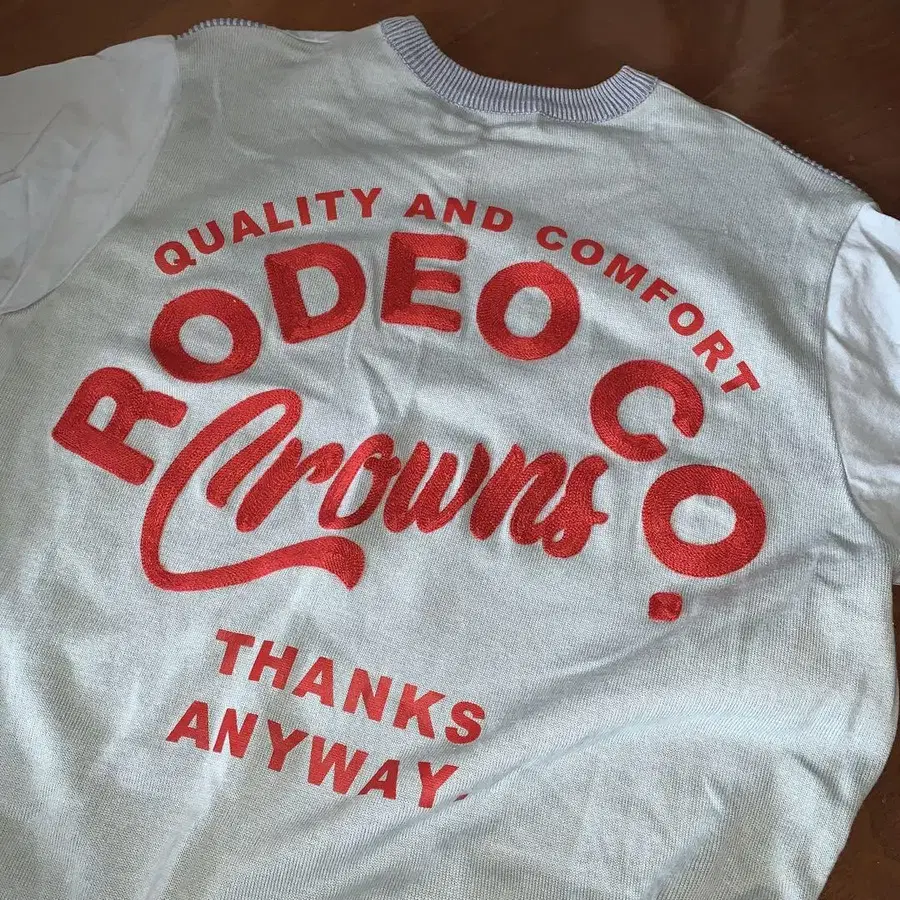 QUALITY AND COMFORT
RODEO CO.
Crowns
THANKS
ANYWAY.